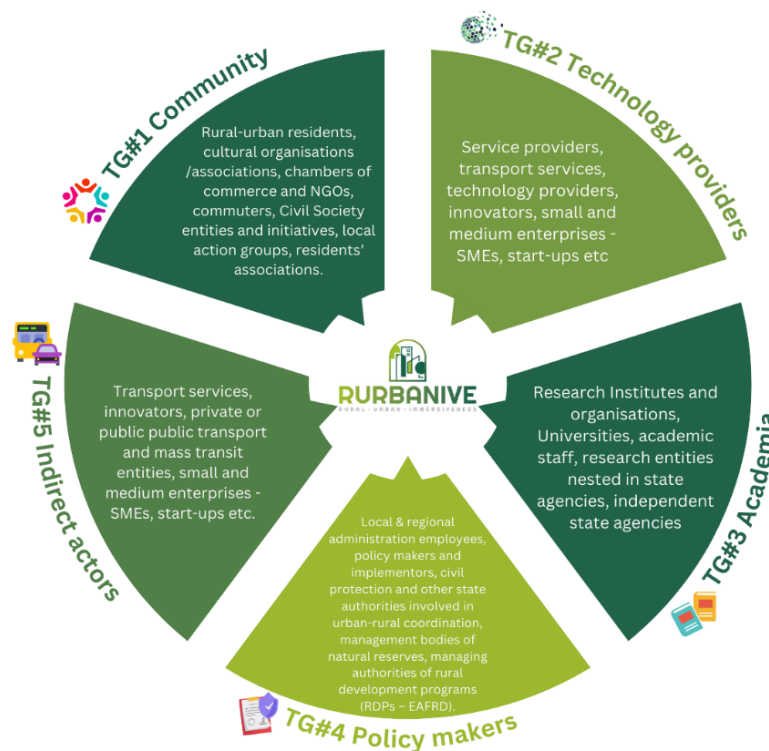 TG#1 Community
Rural-urban residents,
cultural organisations
/associations, chambers of
commerce and NGOs,
commuters, Civil Society
entities and initiatives, local
action groups, residents'
associations.
TG#2 Technology providers
Service providers,
transport services,
technology providers,
innovators, small and
medium enterprises -
SMEs, start-ups etc
TG#3 Academia
Research Institutes and
organisations,
Universities, academic
staff, research entities
nested in state
agencies, independent
state agencies
TG#4 Policy makers
Local & regional
administration employees,
policy makers and
implementors, civil
protection and other state
authorities involved in
urban-rural coordination,
management bodies of
natural reserves, managing
authorities of rural
development programs
(RDPs – EAFRD).
TG#5 Indirect actors
Transport services,
innovators, private or
public public transport
and mass transit
entities, small and
medium enterprises -
SMEs, start-ups etc.
RURBANIVE
RURAL · URBAN · IMMERSIVENESS